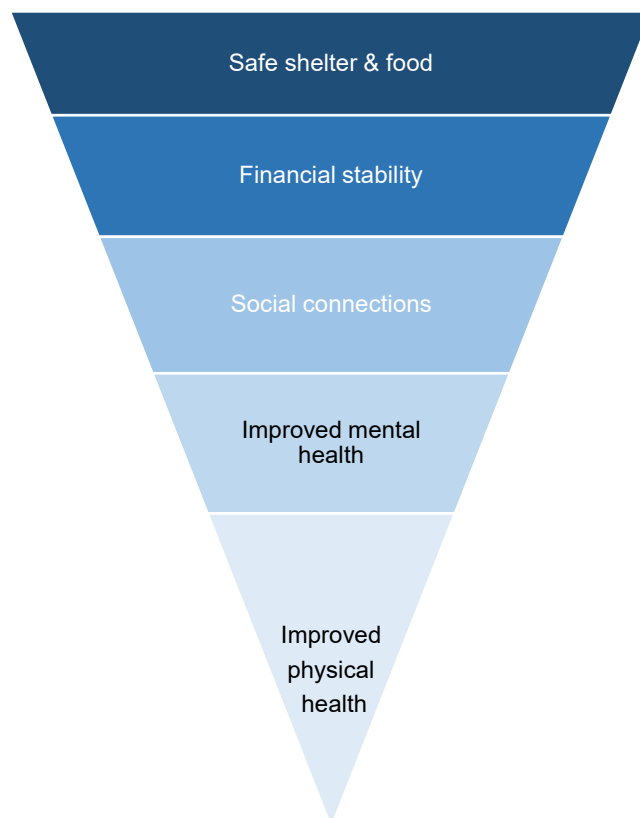 Safe shelter & food
Financial stability
Social connections
Improved mental
health
Improved
physical
health